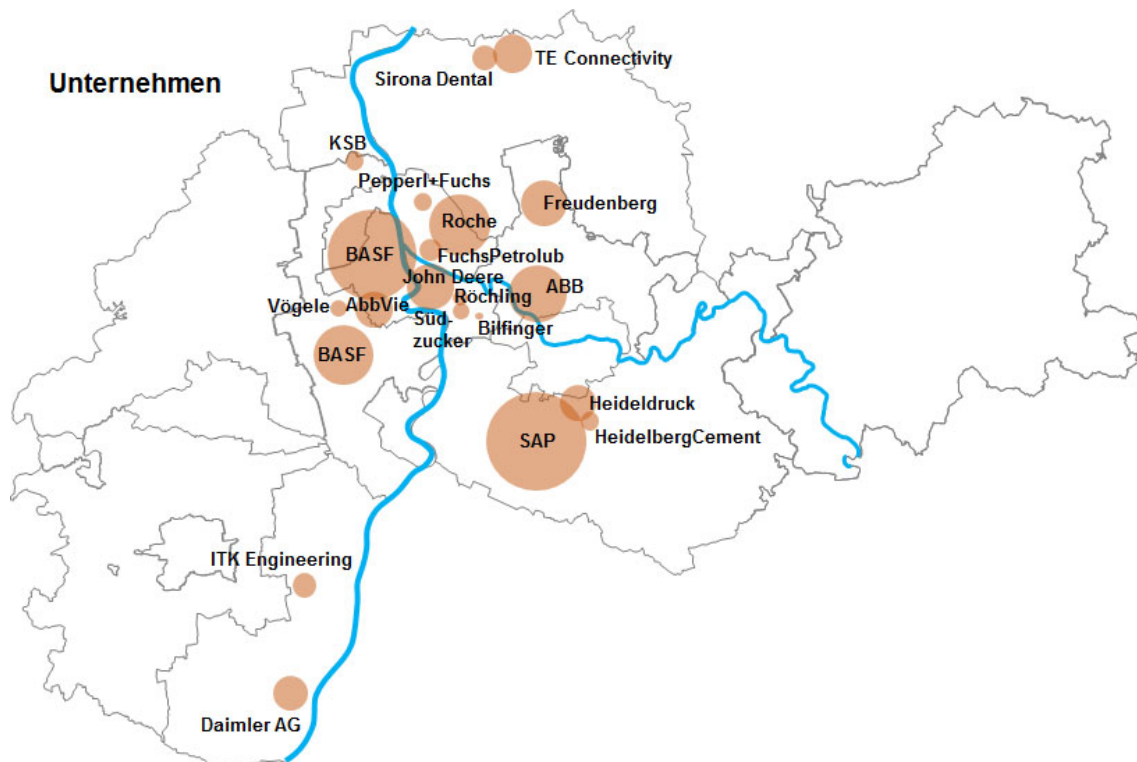 Unternehmen
TE Connectivity
Sirona Dental
KSB
Pepperl+Fuchs
Freudenberg
Roche
BASF
FuchsPetrolub
John Deere
ABB
Vögele
AbbVie
Röchling
Süd-
zucker
Bilfinger
BASF
Heideldruck
HeidelbergCement
SAP
ITK Engineering
Daimler AG